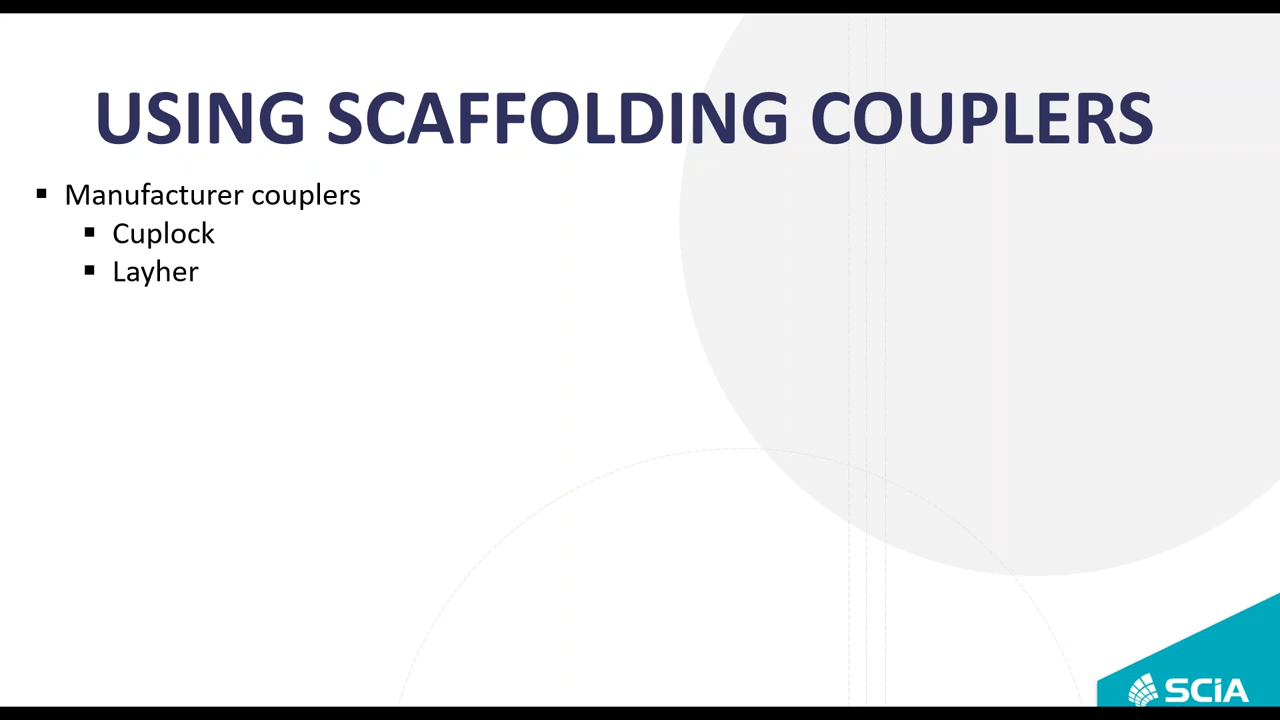 USING SCAFFOLDING COUPLERS
▪ Manufacturer couplers
▪ Cuplock
▪ Layher
SCiA